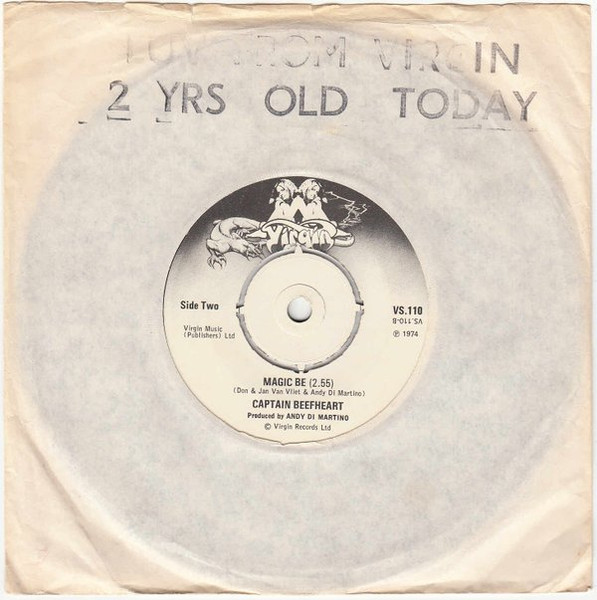 LUV FROM VIRGIN
2 YRS OLD TODAY
Virgin
Side Two
VS.110
VS.110-B
Virgin Music
(Publishers) Ltd
℗ 1974
MAGIC BE (2.55)
(Don & Jan Van Vliet & Andy Di Martino)
CAPTAIN BEEFHEART
Produced by ANDY DI MARTINO
© Virgin Records Ltd